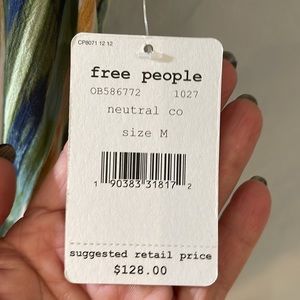 CP8071 12 12
free people
OB586772 1027
neutral co
size M
1 90383 31817 2
suggested retail price
$128.00